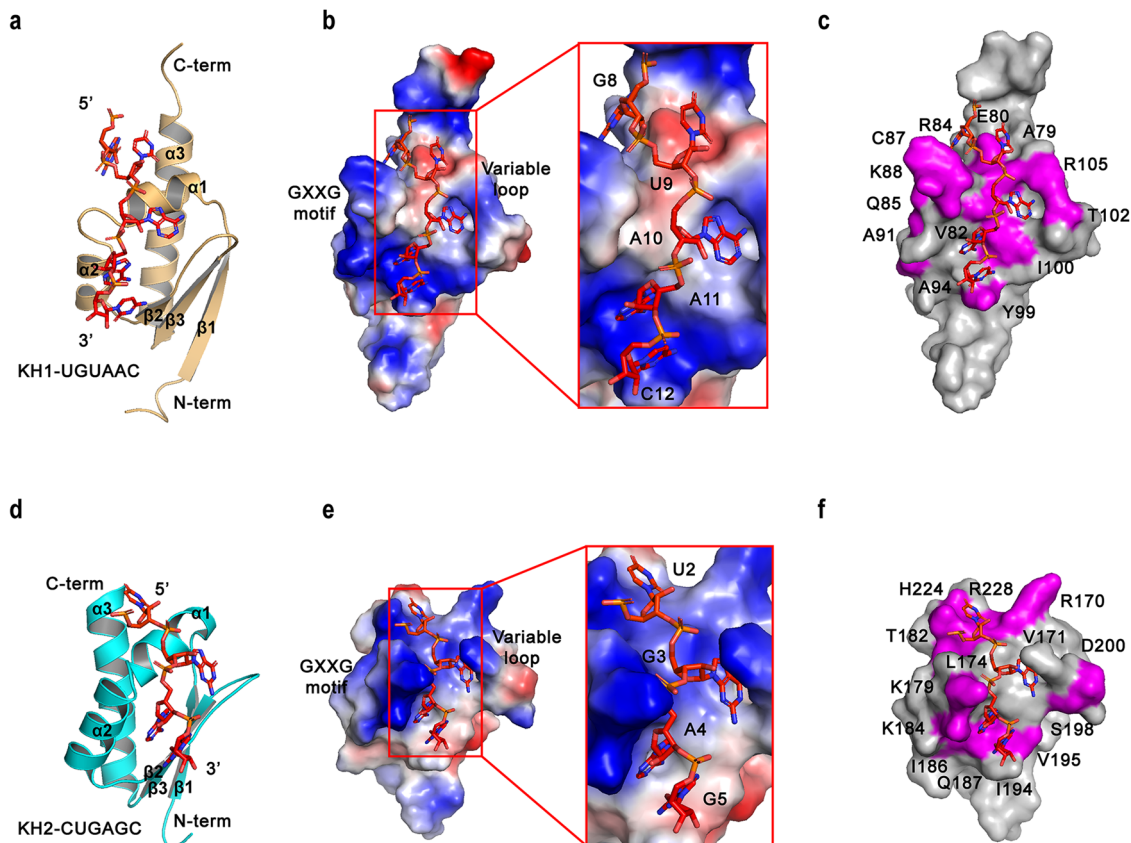 a
C-term
5’
α3
α1
α2
β2
β3
β1
3’
KH1-UGUAAC
N-term
b
GXXG
motif
Variable
loop
G8
U9
A10
A11
C12
c
E80
R84
A79
C87
K88
R105
Q85
T102
A91
V82
I100
A94
Y99
d
C-term
5’
α3
α1
α2
β2
β3
β1
3’
KH2-CUGAGC
N-term
e
GXXG
motif
Variable
loop
U2
G3
A4
G5
f
H224
R228
R170
T182
V171
D200
L174
K179
K184
S198
I186
V195
Q187
I194